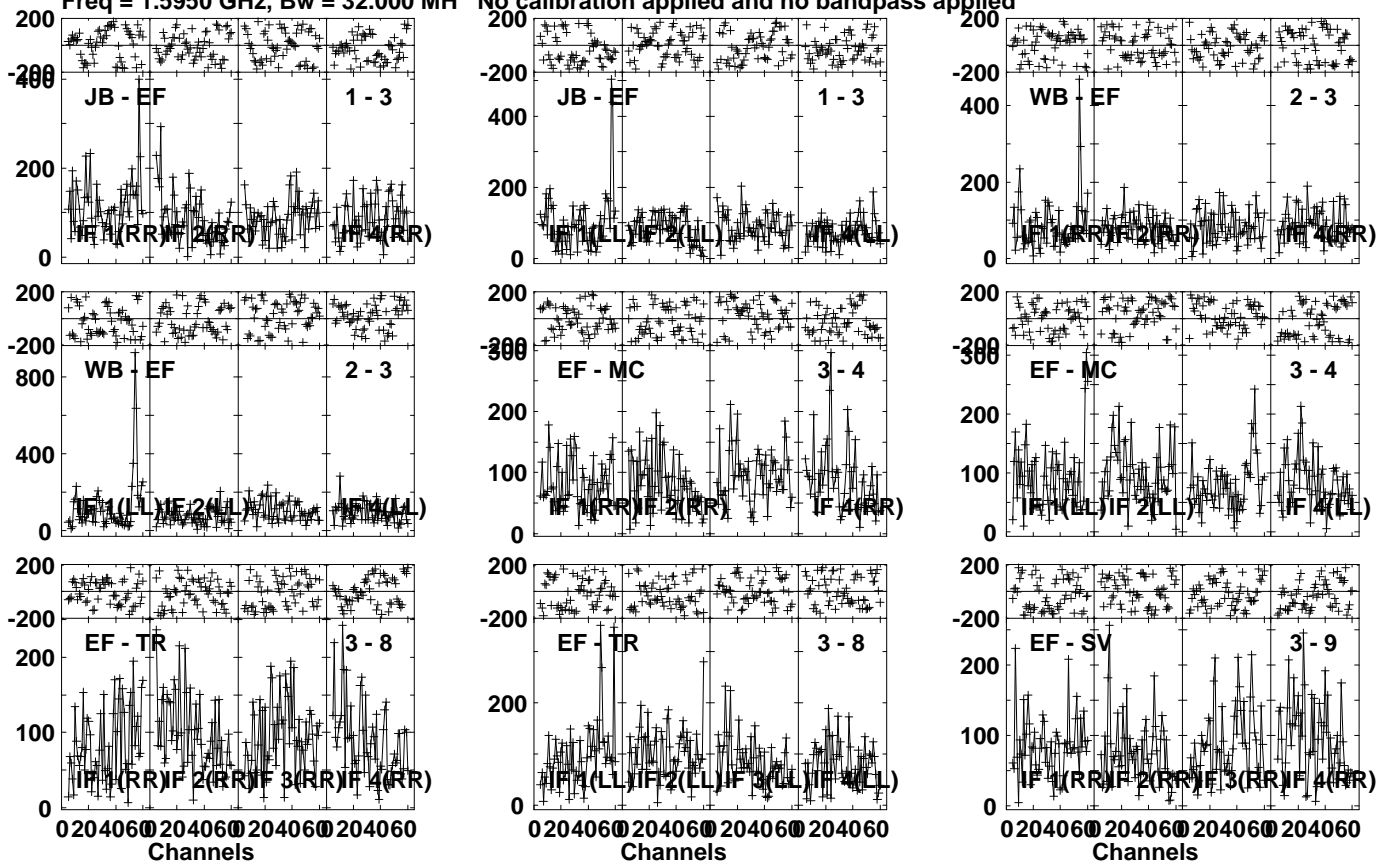 Freq = 1.5950 GHz, Bw = 32.000 MH No calibration applied and no bandpass applied
200 200 200
-200 -200 -200
400
JB - EF 1 - 3 JB - EF 1 - 3 WB - EF 2 - 3
400 400
200 200 200
IF 1(RR) IF 2(RR) IF 4(RR) IF 1(LL) IF 2(LL) IF 4(LL) IF 1(RR) IF 2(RR) IF 4(RR)
0 0 0
200 200 200
-200 -200 -200
300 300
WB - EF 2 - 3 EF - MC 3 - 4 EF - MC 3 - 4
800 200 200
400 100 100
IF 1(LL) IF 2(LL) IF 4(LL) IF 1(RR) IF 2(RR) IF 4(RR) IF 1(LL) IF 2(LL) IF 4(LL)
0 0 0
200 200 200
-200 -200 -200
EF - TR 3 - 8 EF - TR 3 - 8 EF - SV 3 - 9
200 200 200
100 100
IF 1(RR) IF 2(RR) IF 3(RR) IF 4(RR) IF 1(LL) IF 2(LL) IF 3(LL) IF 4(LL) IF 1(RR) IF 2(RR) IF 3(RR) IF 4(RR)
0 0 0
0 20 40 60 0 20 40 60 0 20 40 60 0 20 40 60 0 20 40 60 0 20 40 60 0 20 40 60 0 20 40 60 0 20 40 60 0 20 40 60 0 20 40 60 0 20 40 60
Channels Channels Channels